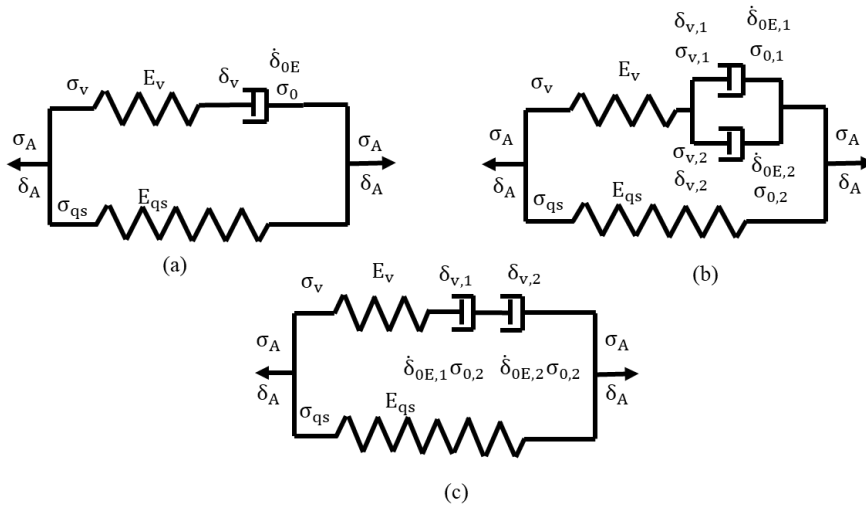 δ̇0E
σv Ev δv σ0
σA σA
δA δA
σqs Eqs
(a)
δv,1 δ̇0E,1
σv,1 σ0,1
σv Ev
σA σA
σv,2 δ̇0E,2
δA δv,2 δA
σqs Eqs σ0,2
(b)
σv Ev δv,1 δv,2
σA σA
δ̇0E,1σ0,2 δ̇0E,2σ0,2
δA δA
σqs Eqs
(c)